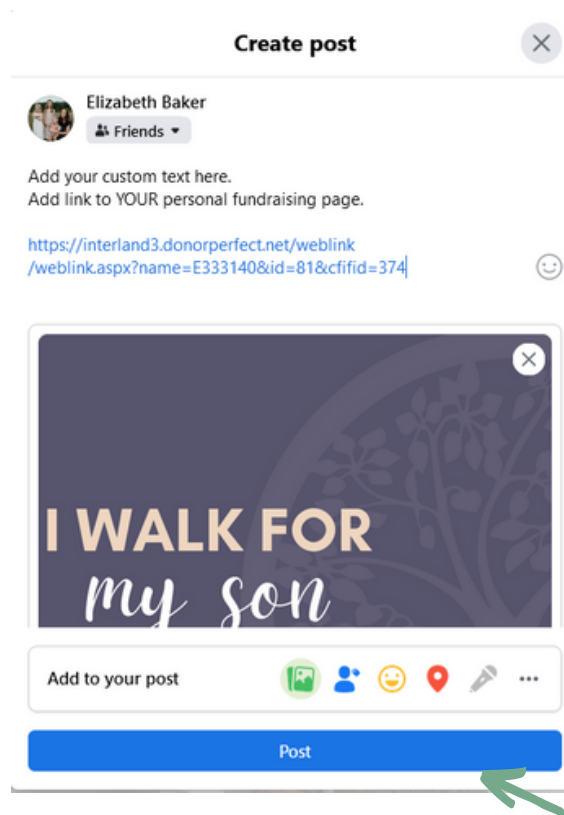 Create post
Elizabeth Baker
Friends
Add your custom text here.
Add link to YOUR personal fundraising page.
https://interland3.donorperfect.net/weblink
/weblink.aspx?name=E333140&id=81&cfifid=374
I WALK FOR
my son
Add to your post
Post